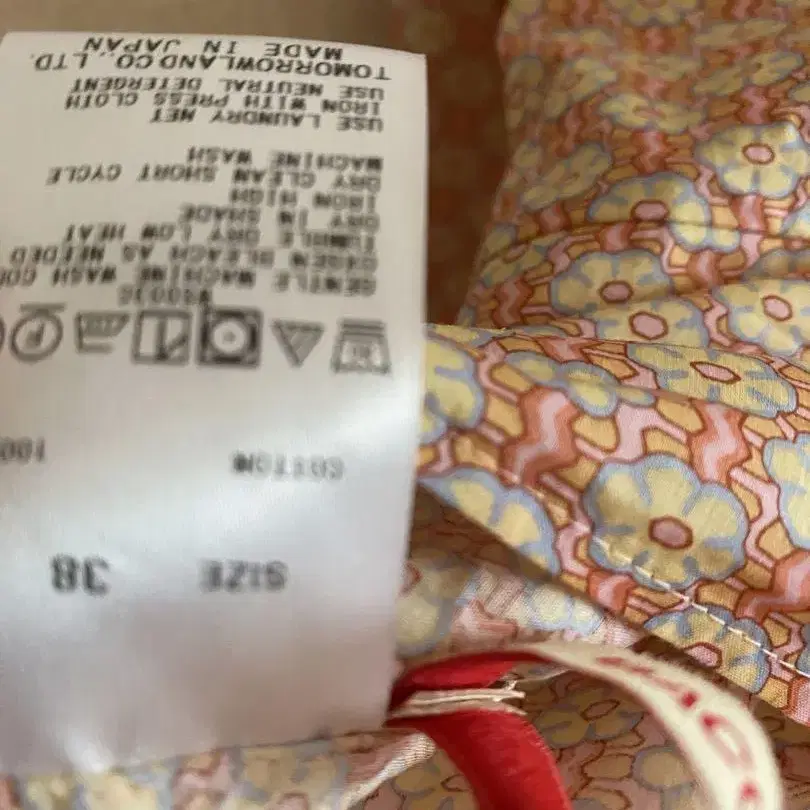 SIZE 38
COTTON 100
GENTLE MACHINE WASH COL
OXGEN BLEACH AS NEEDED
TUMBLE DRY LOW HEAT
DRY IN SHADE
IRON HIGH
DRY CLEAN SHORT CYCLE
MACHINE WASH
USE LAUNDRY NET
IRON WITH PRESS CLOTH
USE NEUTRAL DETERGENT
TOMORROWLAND CO., LTD.
MADE IN JAPAN